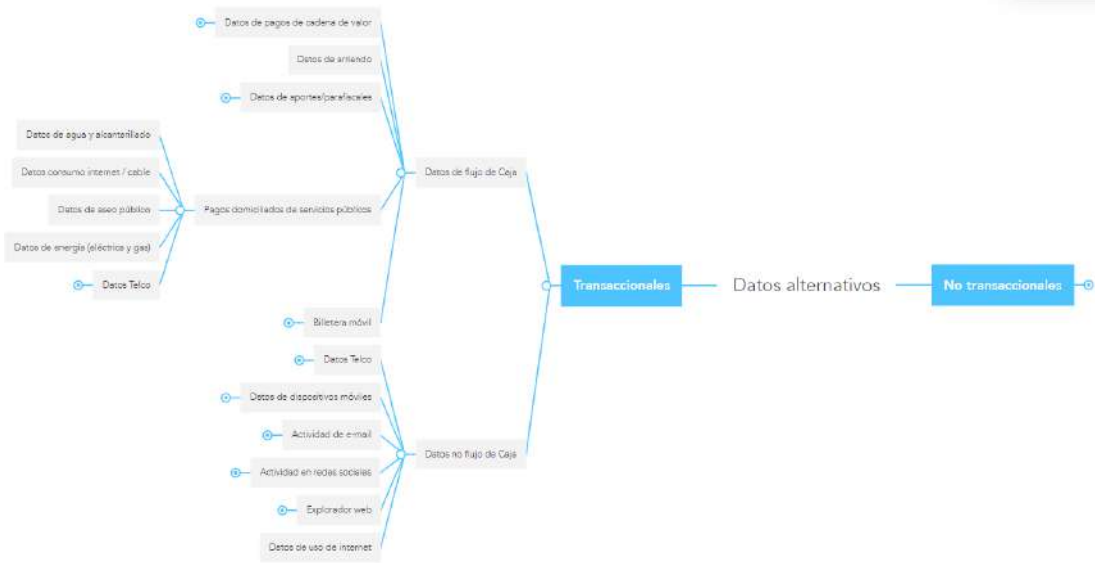 Datos de pagos de cadena de valor
Datos de arriendo
Datos de aportes/parafiscales
Datos de agua y alcantarillado
Datos consumo internet / cable
Datos de aseo público
Datos de energía (eléctrica y gas)
Datos Telco
Pagos domiciliados de servicios públicos
Datos de flujo de Caja
Billetera móvil
Datos Telco
Datos de dispositivos móviles
Actividad de e-mail
Actividad en redes sociales
Explorador web
Datos de uso de internet
Datos no flujo de Caja
Transaccionales
Datos alternativos
No transaccionales